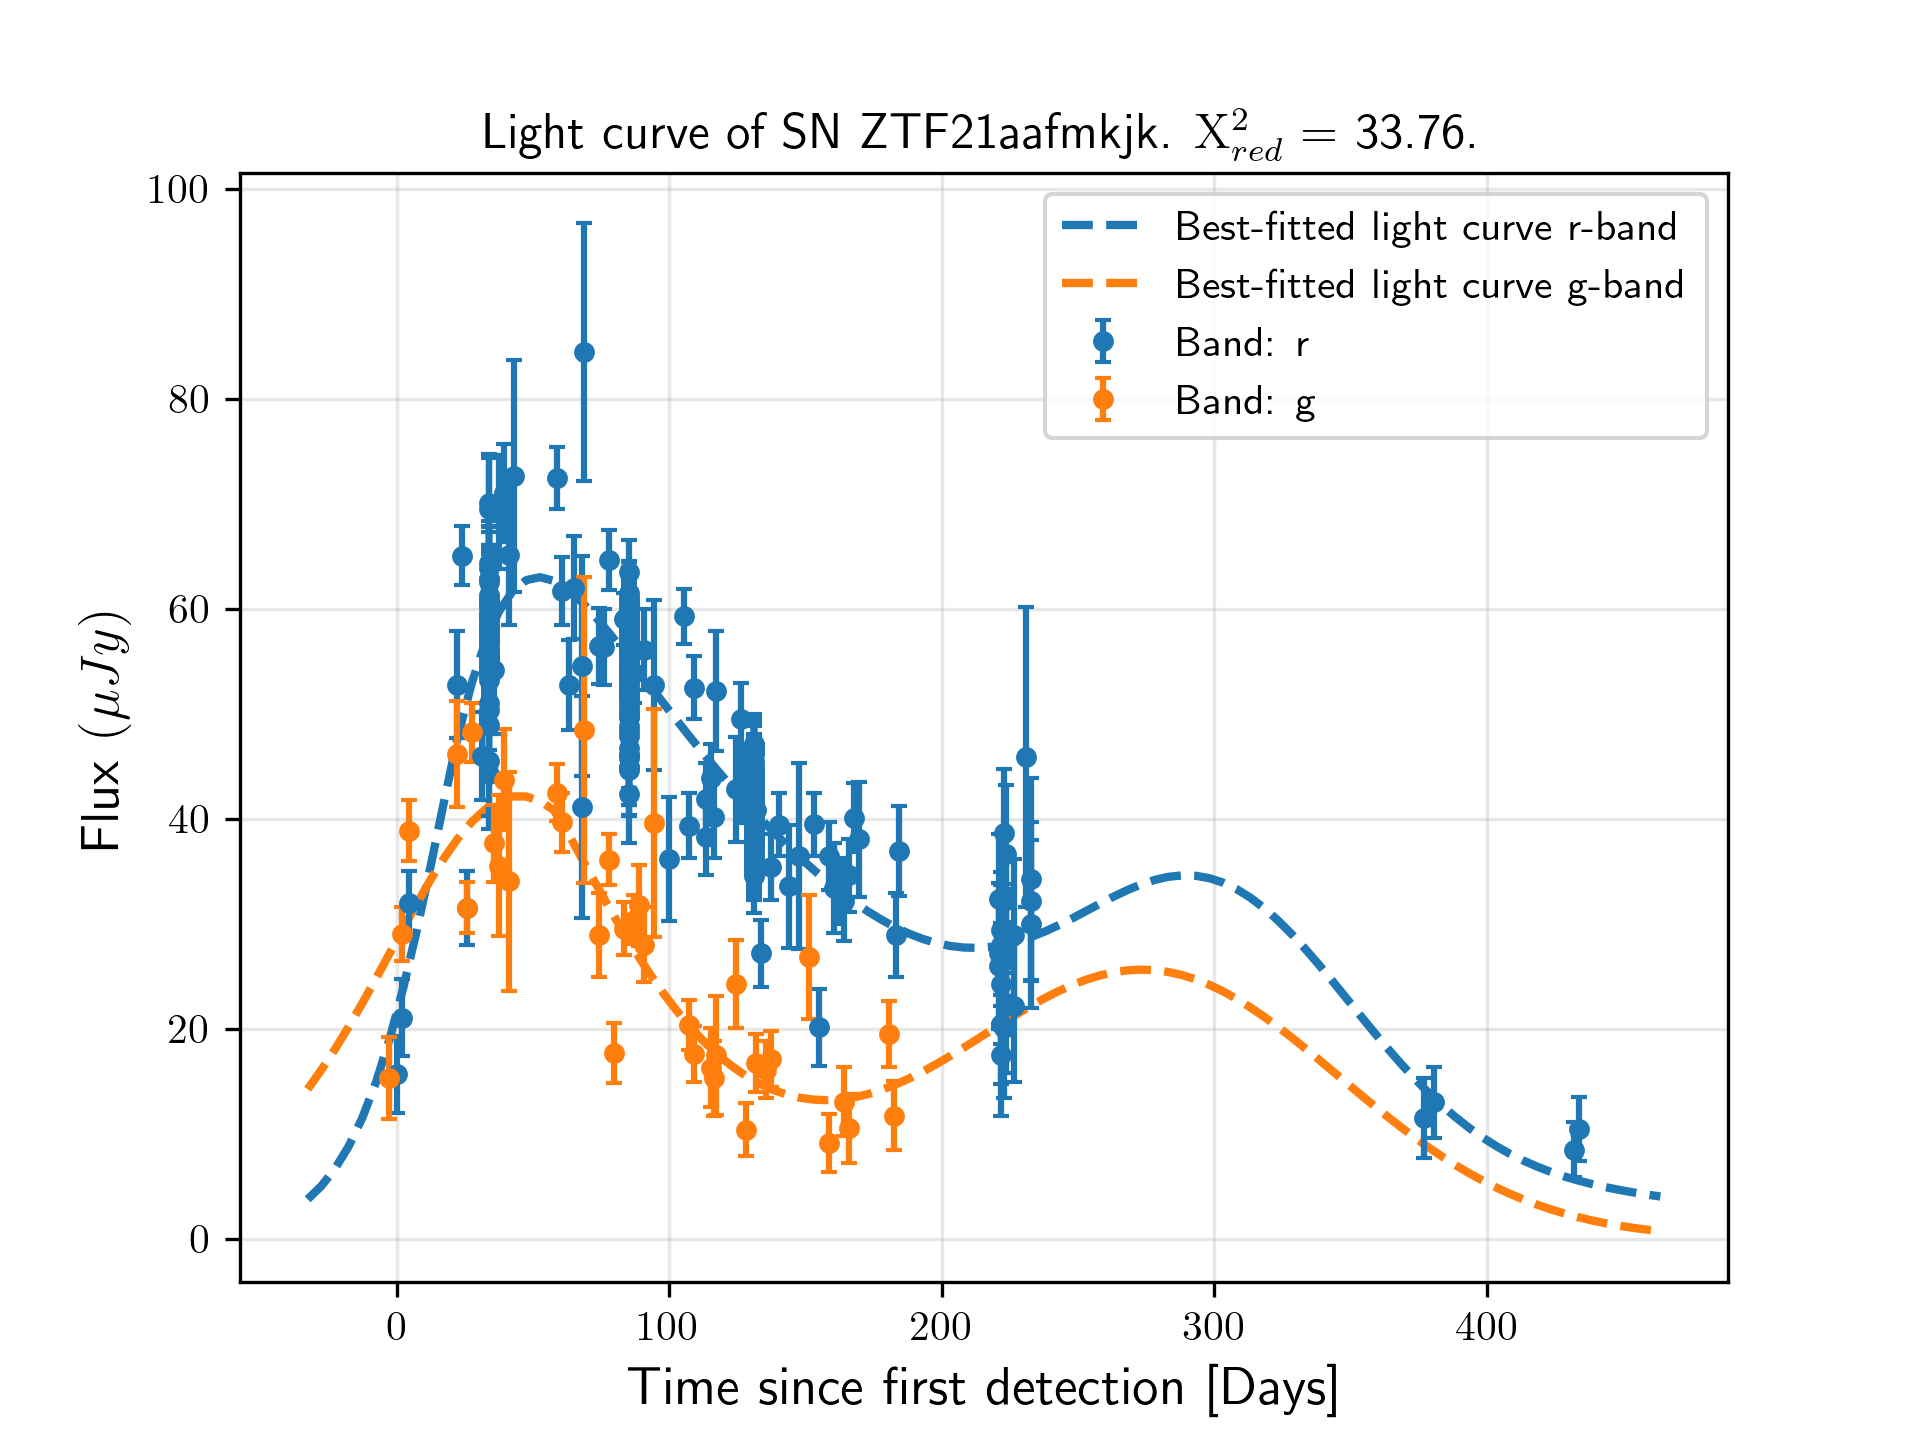 Light curve of SN ZTF21aafmkjk. X²_red = 33.76.
100
80
60
40
20
0
Flux (μJy)
Best-fitted light curve r-band
Best-fitted light curve g-band
Band: r
Band: g
0 100 200 300 400
Time since first detection [Days]